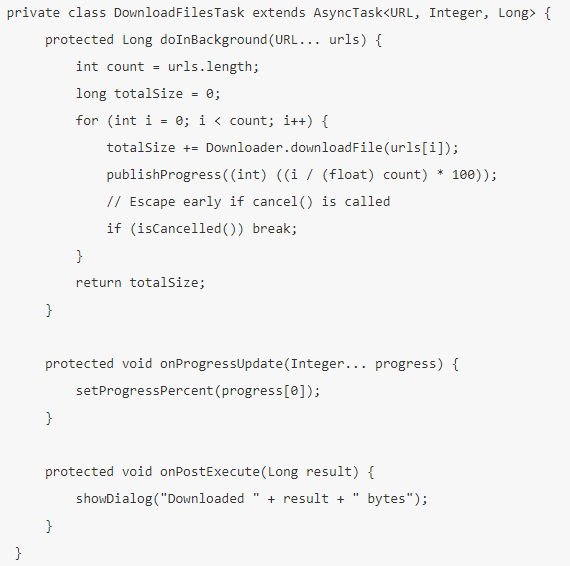 private class DownloadFilesTask extends AsyncTask<URL, Integer, Long> {
    protected Long doInBackground(URL... urls) {
        int count = urls.length;
        long totalSize = 0;
        for (int i = 0; i < count; i++) {
            totalSize += Downloader.downloadFile(urls[i]);
            publishProgress((int) ((i / (float) count) * 100));
            // Escape early if cancel() is called
            if (isCancelled()) break;
        }
        return totalSize;
    }

    protected void onProgressUpdate(Integer... progress) {
        setProgressPercent(progress[0]);
    }

    protected void onPostExecute(Long result) {
        showDialog("Downloaded " + result + " bytes");
    }
}